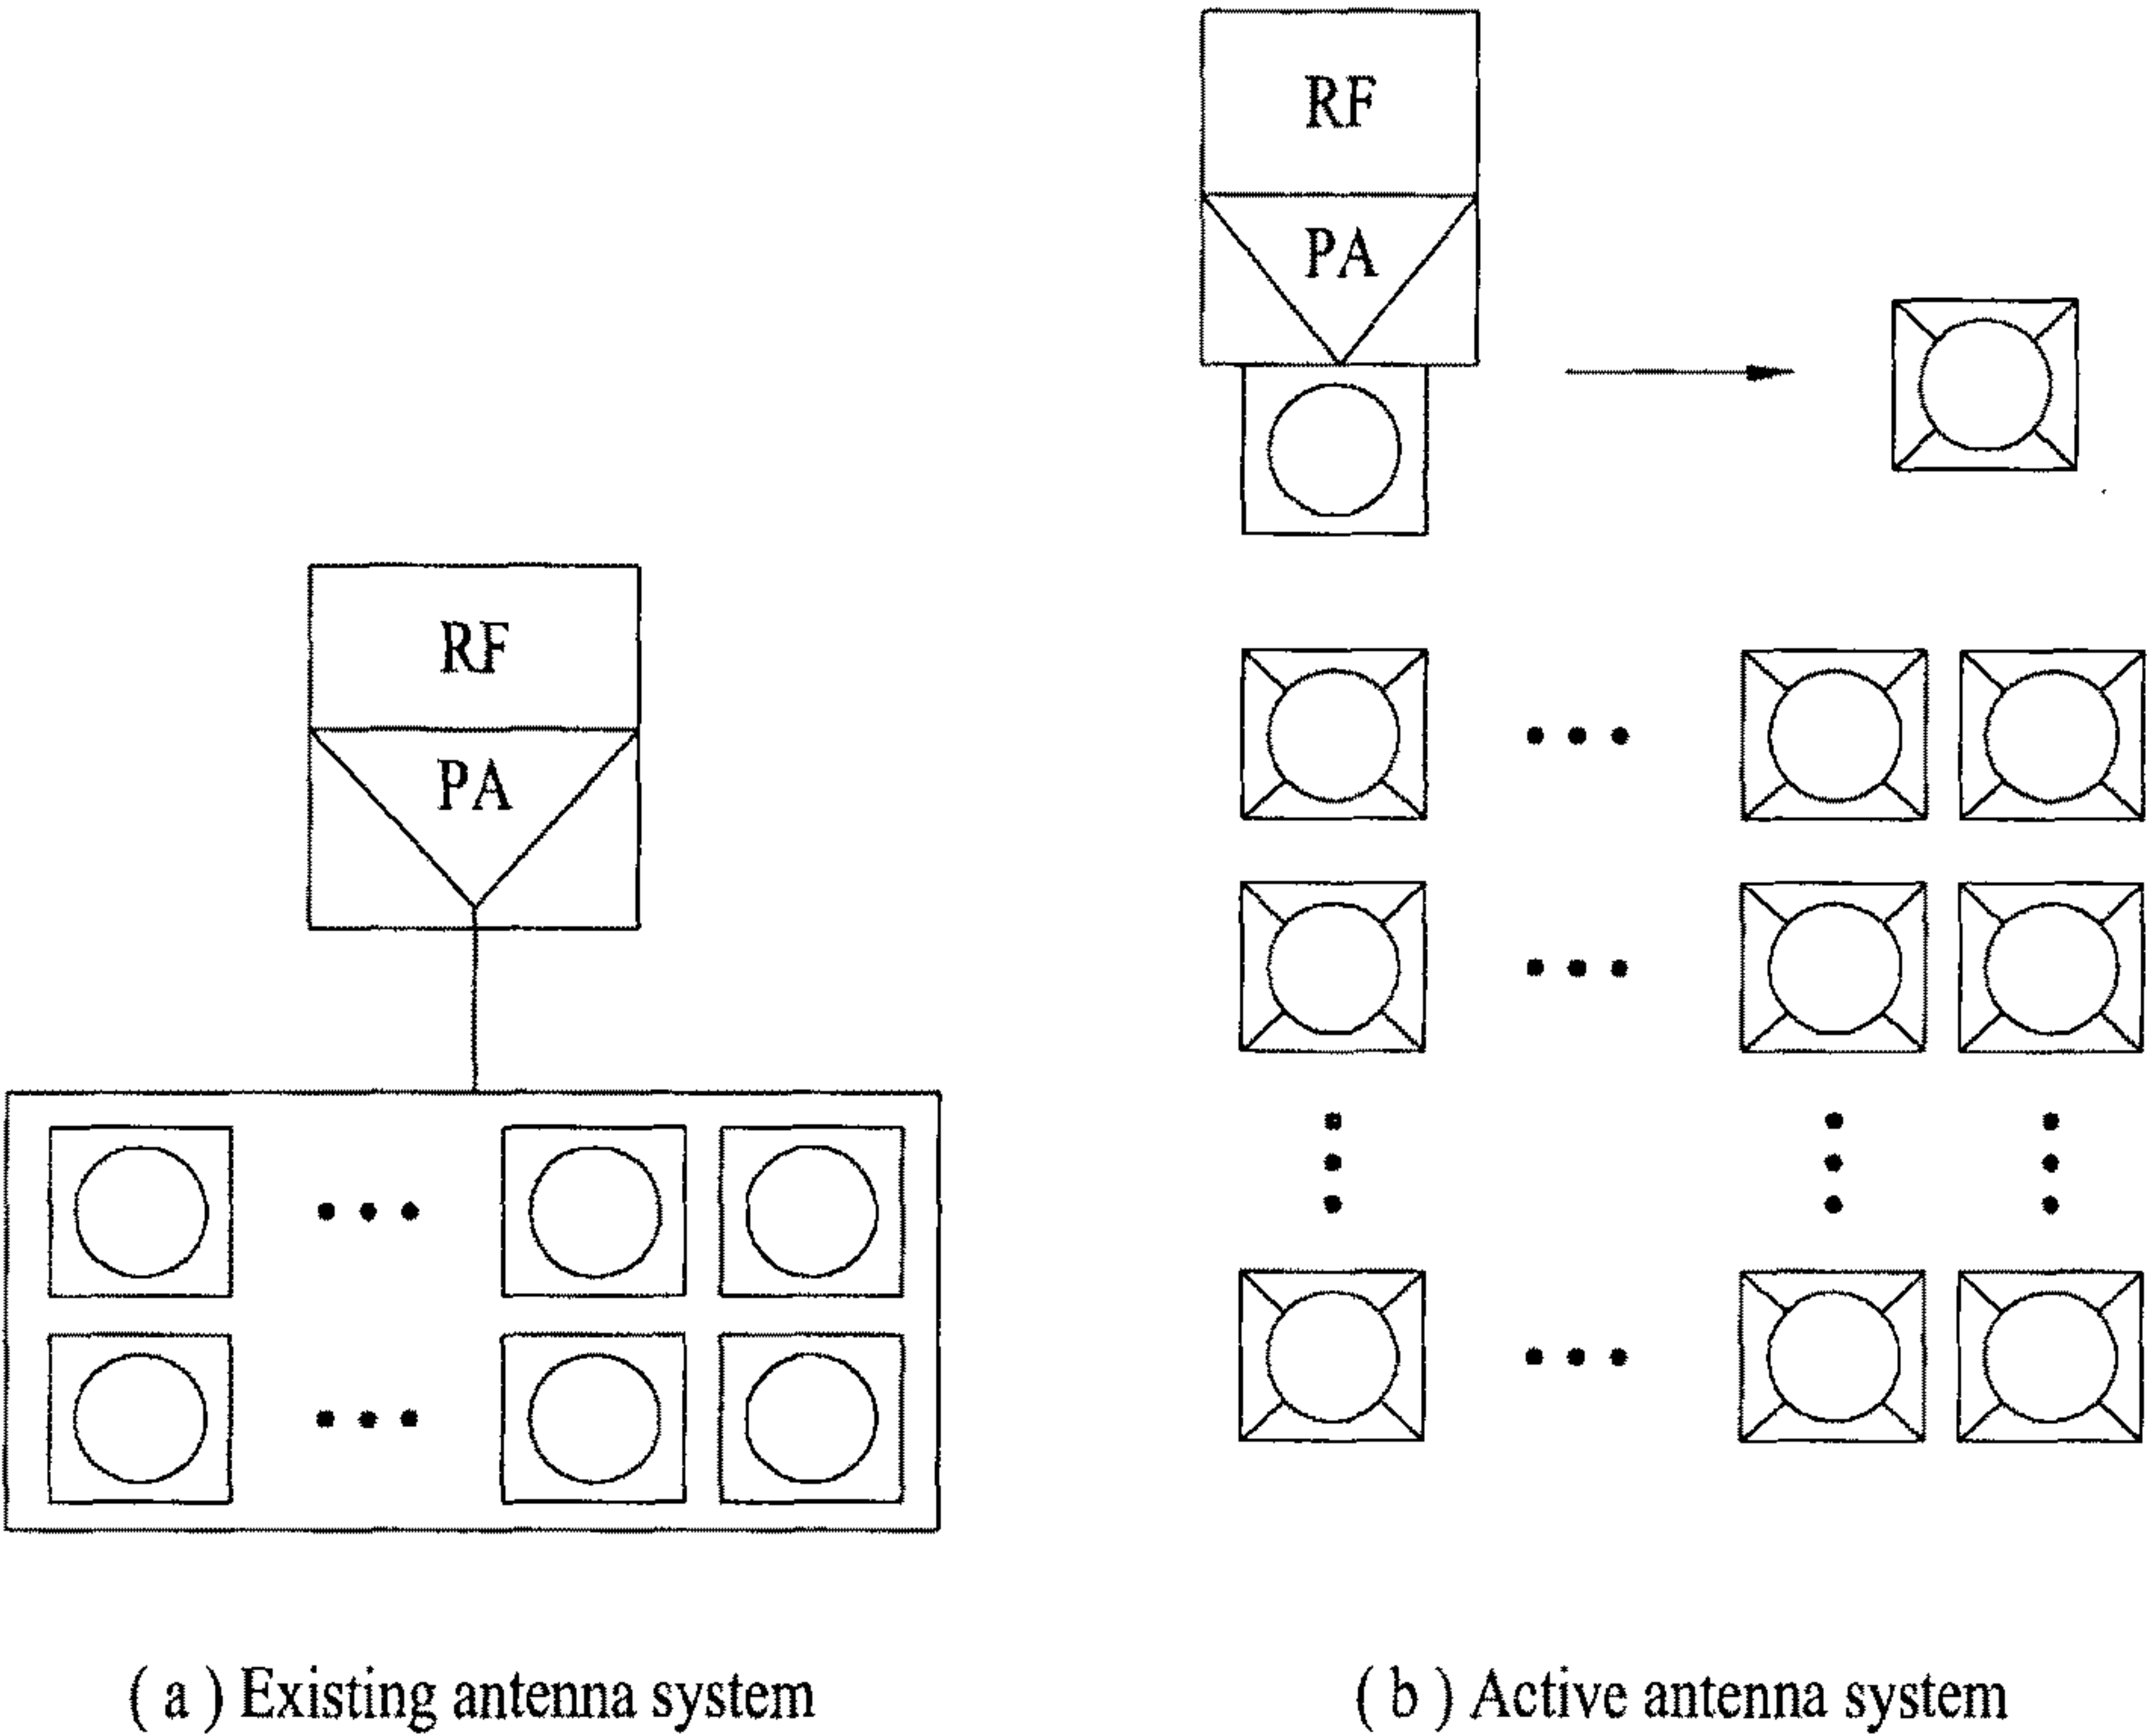 RF
PA
RF
PA
( a ) Existing antenna system
( b ) Active antenna system